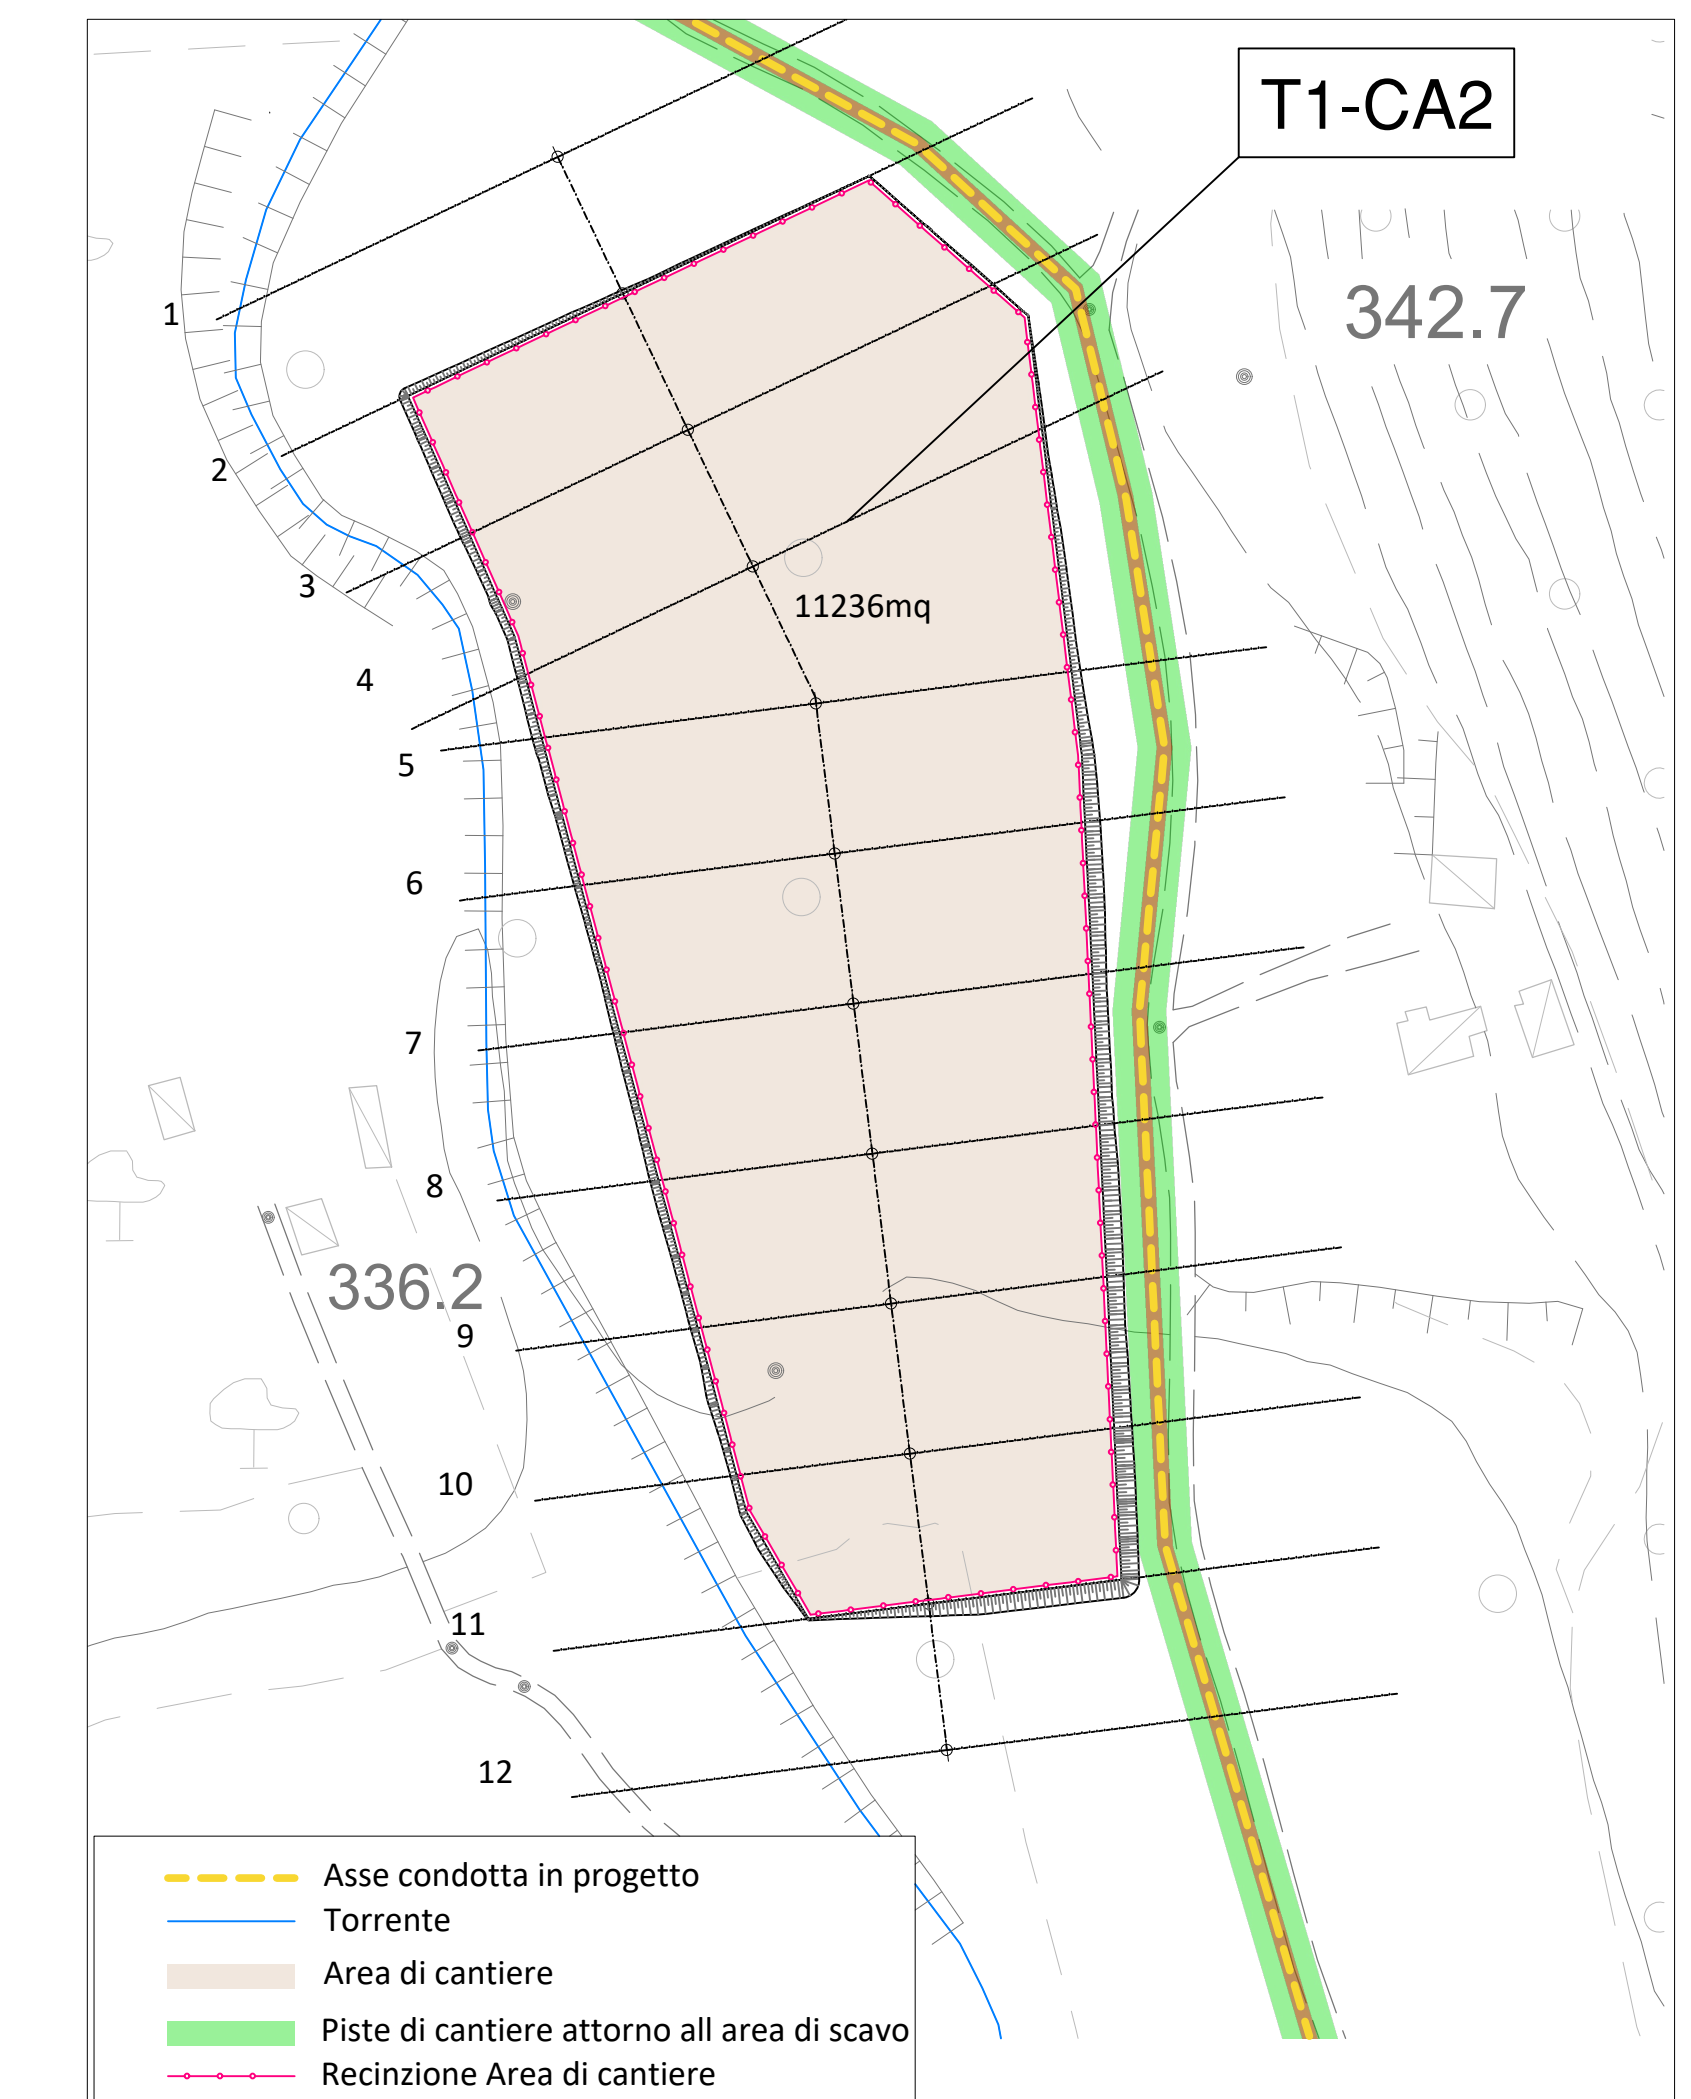 T1-CA2
342.7
1
2
3
11236mq
4
5
6
7
8
336.2
9
10
11
12
Asse condotta in progetto
Torrente
Area di cantiere
Piste di cantiere attorno all area di scavo
Recinzione Area di cantiere